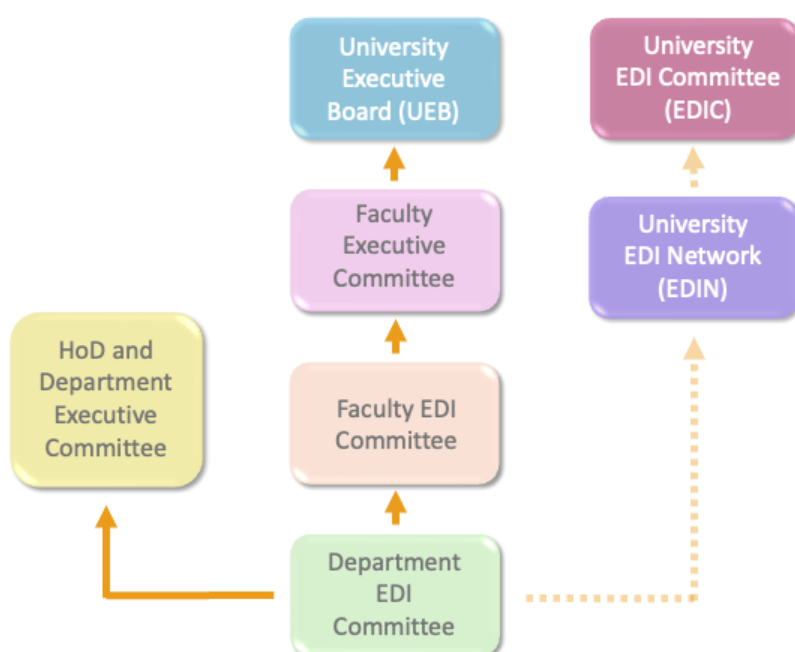 University
Executive
Board (UEB)
University
EDI Committee
(EDIC)
Faculty
Executive
Committee
University
EDI Network
(EDIN)
HoD and
Department
Executive
Committee
Faculty EDI
Committee
Department
EDI
Committee